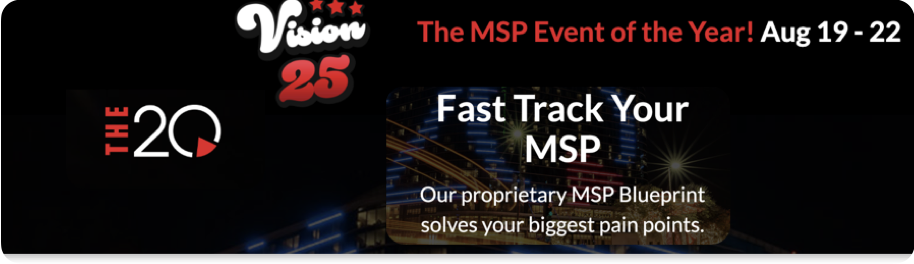 Vision
25
The MSP Event of the Year! Aug 19 - 22
THE 20
Fast Track Your
MSP
Our proprietary MSP Blueprint
solves your biggest pain points.